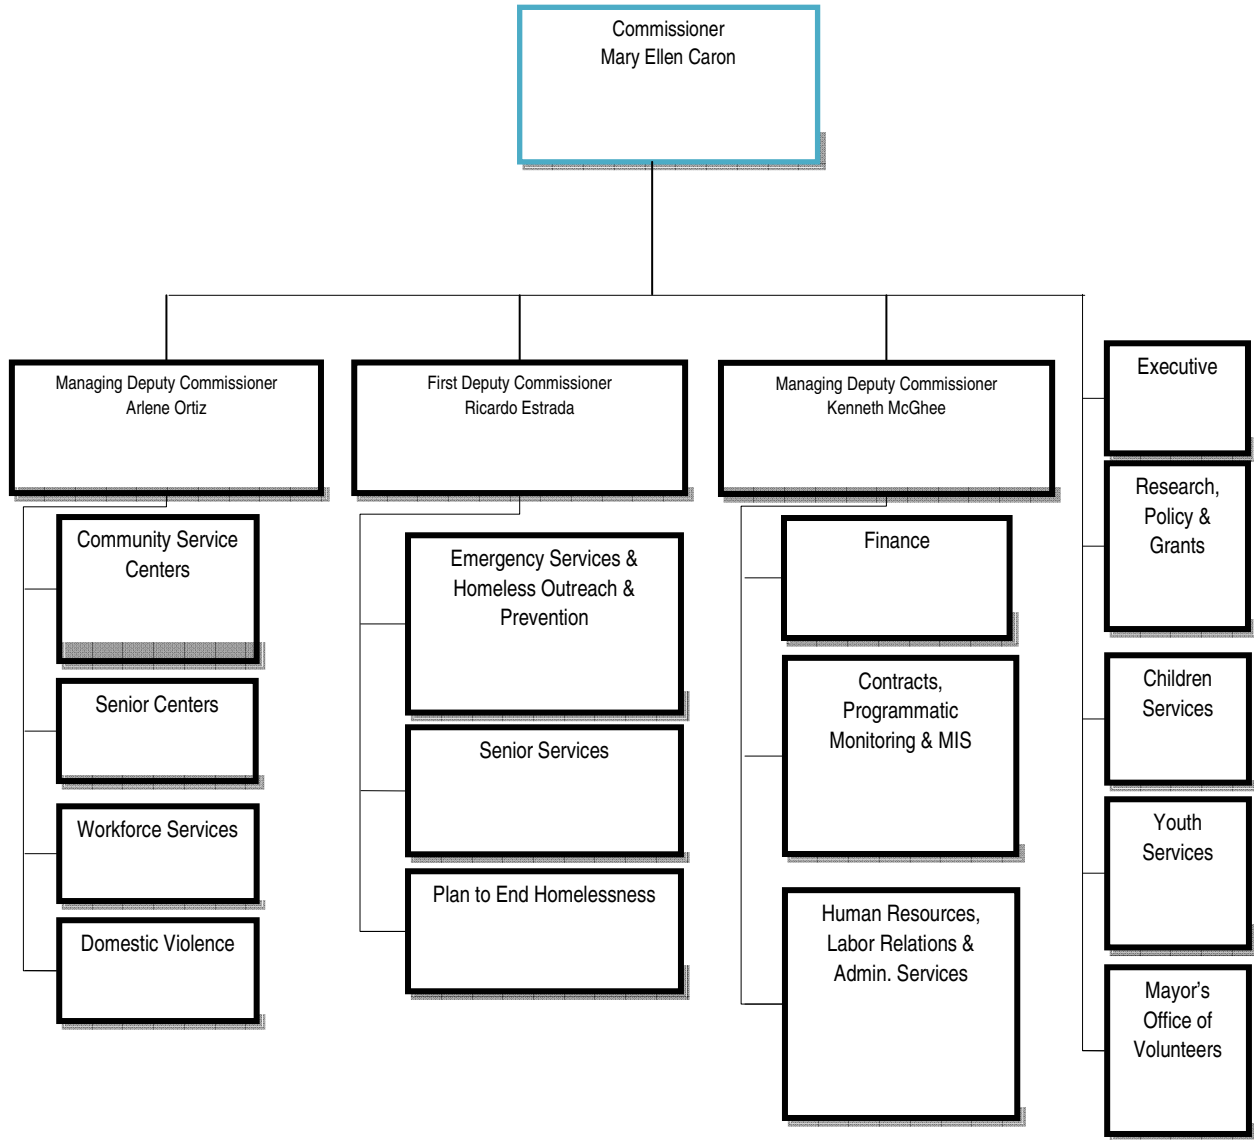 Commissioner
Mary Ellen Caron
Managing Deputy Commissioner
Arlene Ortiz
First Deputy Commissioner
Ricardo Estrada
Managing Deputy Commissioner
Kenneth McGhee
Community Service
Centers
Senior Centers
Workforce Services
Domestic Violence
Emergency Services &
Homeless Outreach &
Prevention
Senior Services
Plan to End Homelessness
Finance
Contracts,
Programmatic
Monitoring & MIS
Human Resources,
Labor Relations &
Admin. Services
Executive
Research,
Policy &
Grants
Children
Services
Youth
Services
Mayor’s
Office of
Volunteers